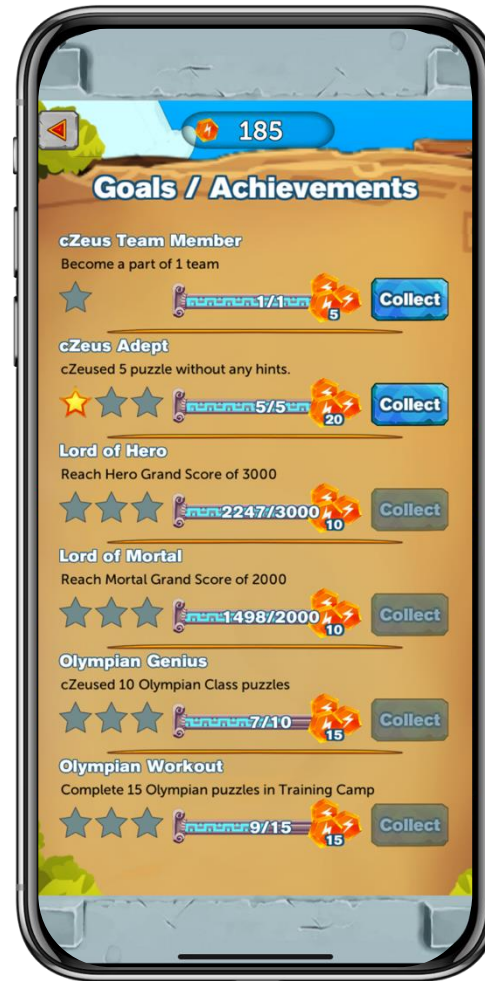 185
Goals / Achievements
cZeus Team Member
Become a part of 1 team
1/1
5
Collect
cZeus Adept
cZeused 5 puzzle without any hints.
5/5
20
Collect
Lord of Hero
Reach Hero Grand Score of 3000
2247/3000
10
Collect
Lord of Mortal
Reach Mortal Grand Score of 2000
1498/2000
10
Collect
Olympian Genius
cZeused 10 Olympian Class puzzles
7/10
15
Collect
Olympian Workout
Complete 15 Olympian puzzles in Training Camp
9/15
15
Collect